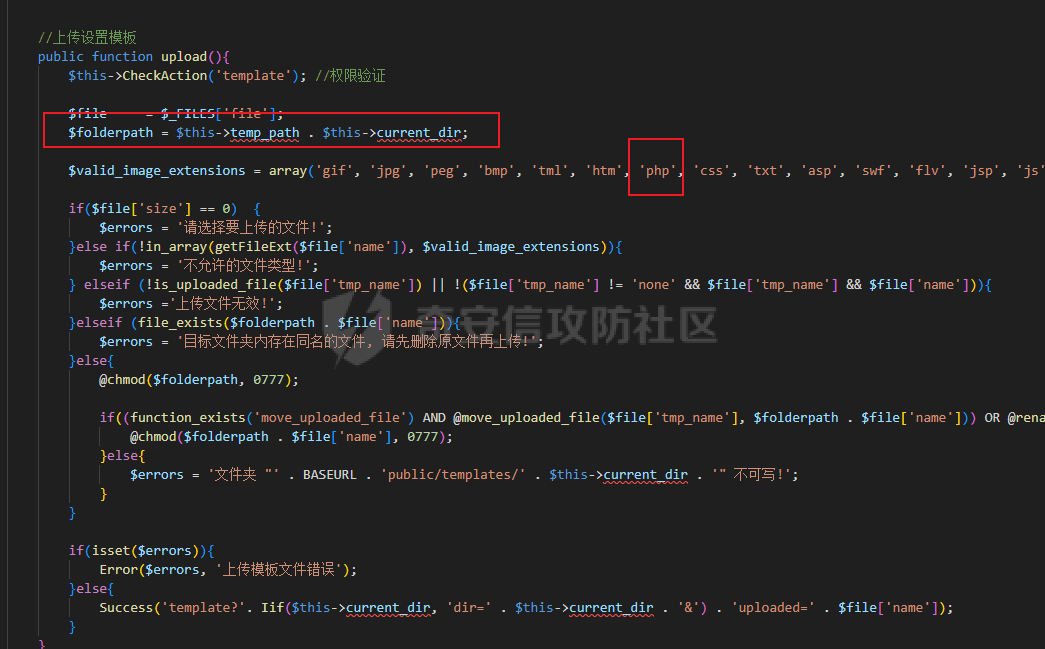 //上传设置模板
public function upload(){
$this->CheckAction('template'); //权限验证
$file = $_FILES['file'];
$folderpath = $this->temp_path . $this->current_dir;
$valid_image_extensions = array('gif', 'jpg', 'peg', 'bmp', 'tml', 'htm', 'php', 'css', 'txt', 'asp', 'swf', 'flv', 'jsp', 'js'
if($file['size'] == 0) {
$errors = '请选择要上传的文件!';
}else if(!in_array(getFileExt($file['name']), $valid_image_extensions)){
$errors = '不允许的文件类型!';
} elseif (!is_uploaded_file($file['tmp_name']) || !($file['tmp_name'] != 'none' && $file['tmp_name'] && $file['name'])){
$errors ='上传文件无效!';
}elseif (file_exists($folderpath . $file['name'])){
$errors = '目标文件夹内存在同名的文件, 请先删除原文件再上传!';
}else{
@chmod($folderpath, 0777);
if((function_exists('move_uploaded_file') AND @move_uploaded_file($file['tmp_name'], $folderpath . $file['name'])) OR @rena
@chmod($folderpath . $file['name'], 0777);
}else{
$errors = '文件夹 "' . BASEURL . 'public/templates/' . $this->current_dir . '" 不可写!';
}
}
if(isset($errors)){
Error($errors, '上传模板文件错误');
}else{
Success('template?'. Iif($this->current_dir, 'dir=' . $this->current_dir . '&') . 'uploaded=' . $file['name']);
}
}
奇安信攻防社区